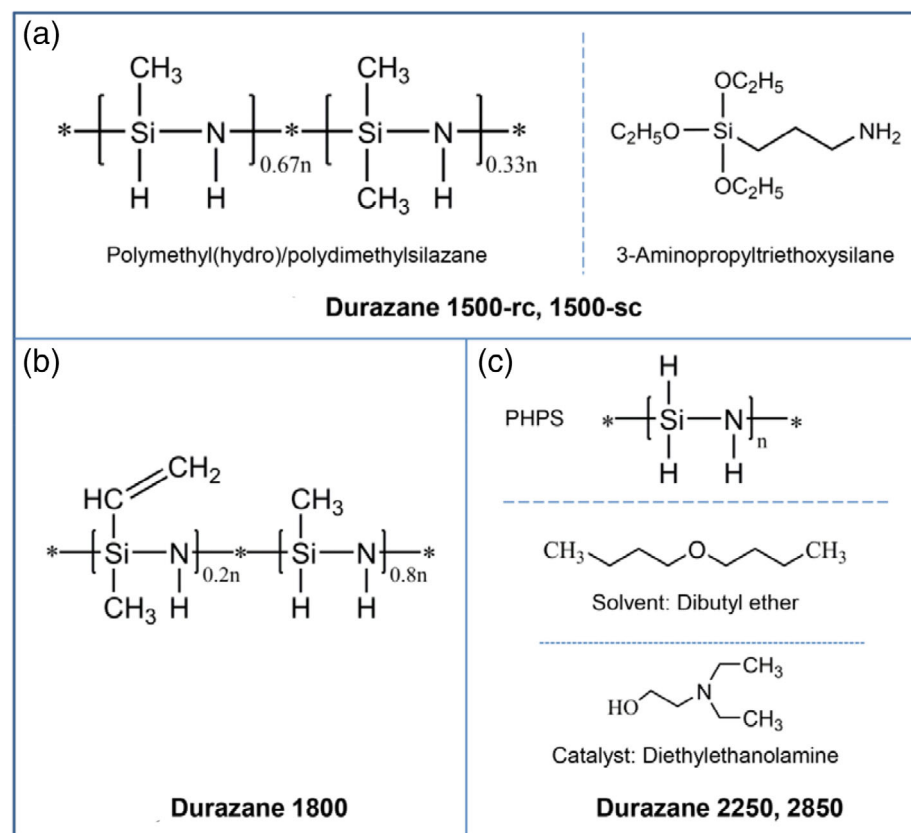 (a)
CH3
CH3
* Si N * Si N *
0.67n
0.33n
H H CH3 H
Polymethyl(hydro)/polydimethylsilazane
OC2H5
C2H5O Si NH2
OC2H5
3-Aminopropyltriethoxysilane
Durazane 1500-rc, 1500-sc
(b)
HC CH2
CH3
* Si N * Si N *
0.2n
0.8n
CH3 H H H
Durazane 1800
(c)
PHPS
H
* Si N *
n
H H
CH3 O CH3
Solvent: Dibutyl ether
HO N CH3
CH3
Catalyst: Diethylethanolamine
Durazane 2250, 2850